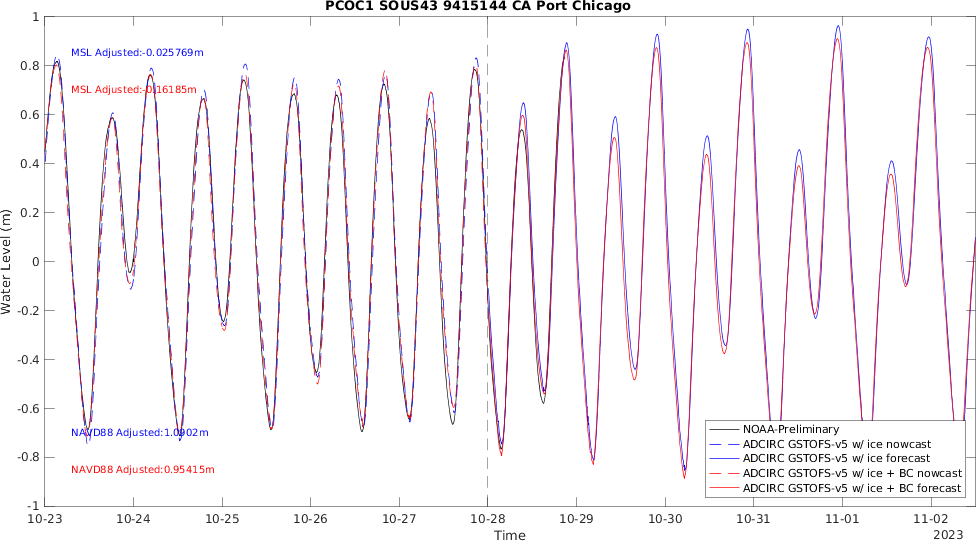 PCOC1 SOUS43 9415144 CA Port Chicago
1
0.8
0.6
0.4
0.2
0
-0.2
-0.4
-0.6
-0.8
-1
Water Level (m)
MSL Adjusted:-0.025769m
MSL Adjusted:-0.16185m
NAVD88 Adjusted:1.0902m
NAVD88 Adjusted:0.95415m
NOAA-Preliminary
ADCIRC GSTOFS-v5 w/ ice nowcast
ADCIRC GSTOFS-v5 w/ ice forecast
ADCIRC GSTOFS-v5 w/ ice + BC nowcast
ADCIRC GSTOFS-v5 w/ ice + BC forecast
10-23 10-24 10-25 10-26 10-27 10-28 10-29 10-30 10-31 11-01 11-02
Time
2023